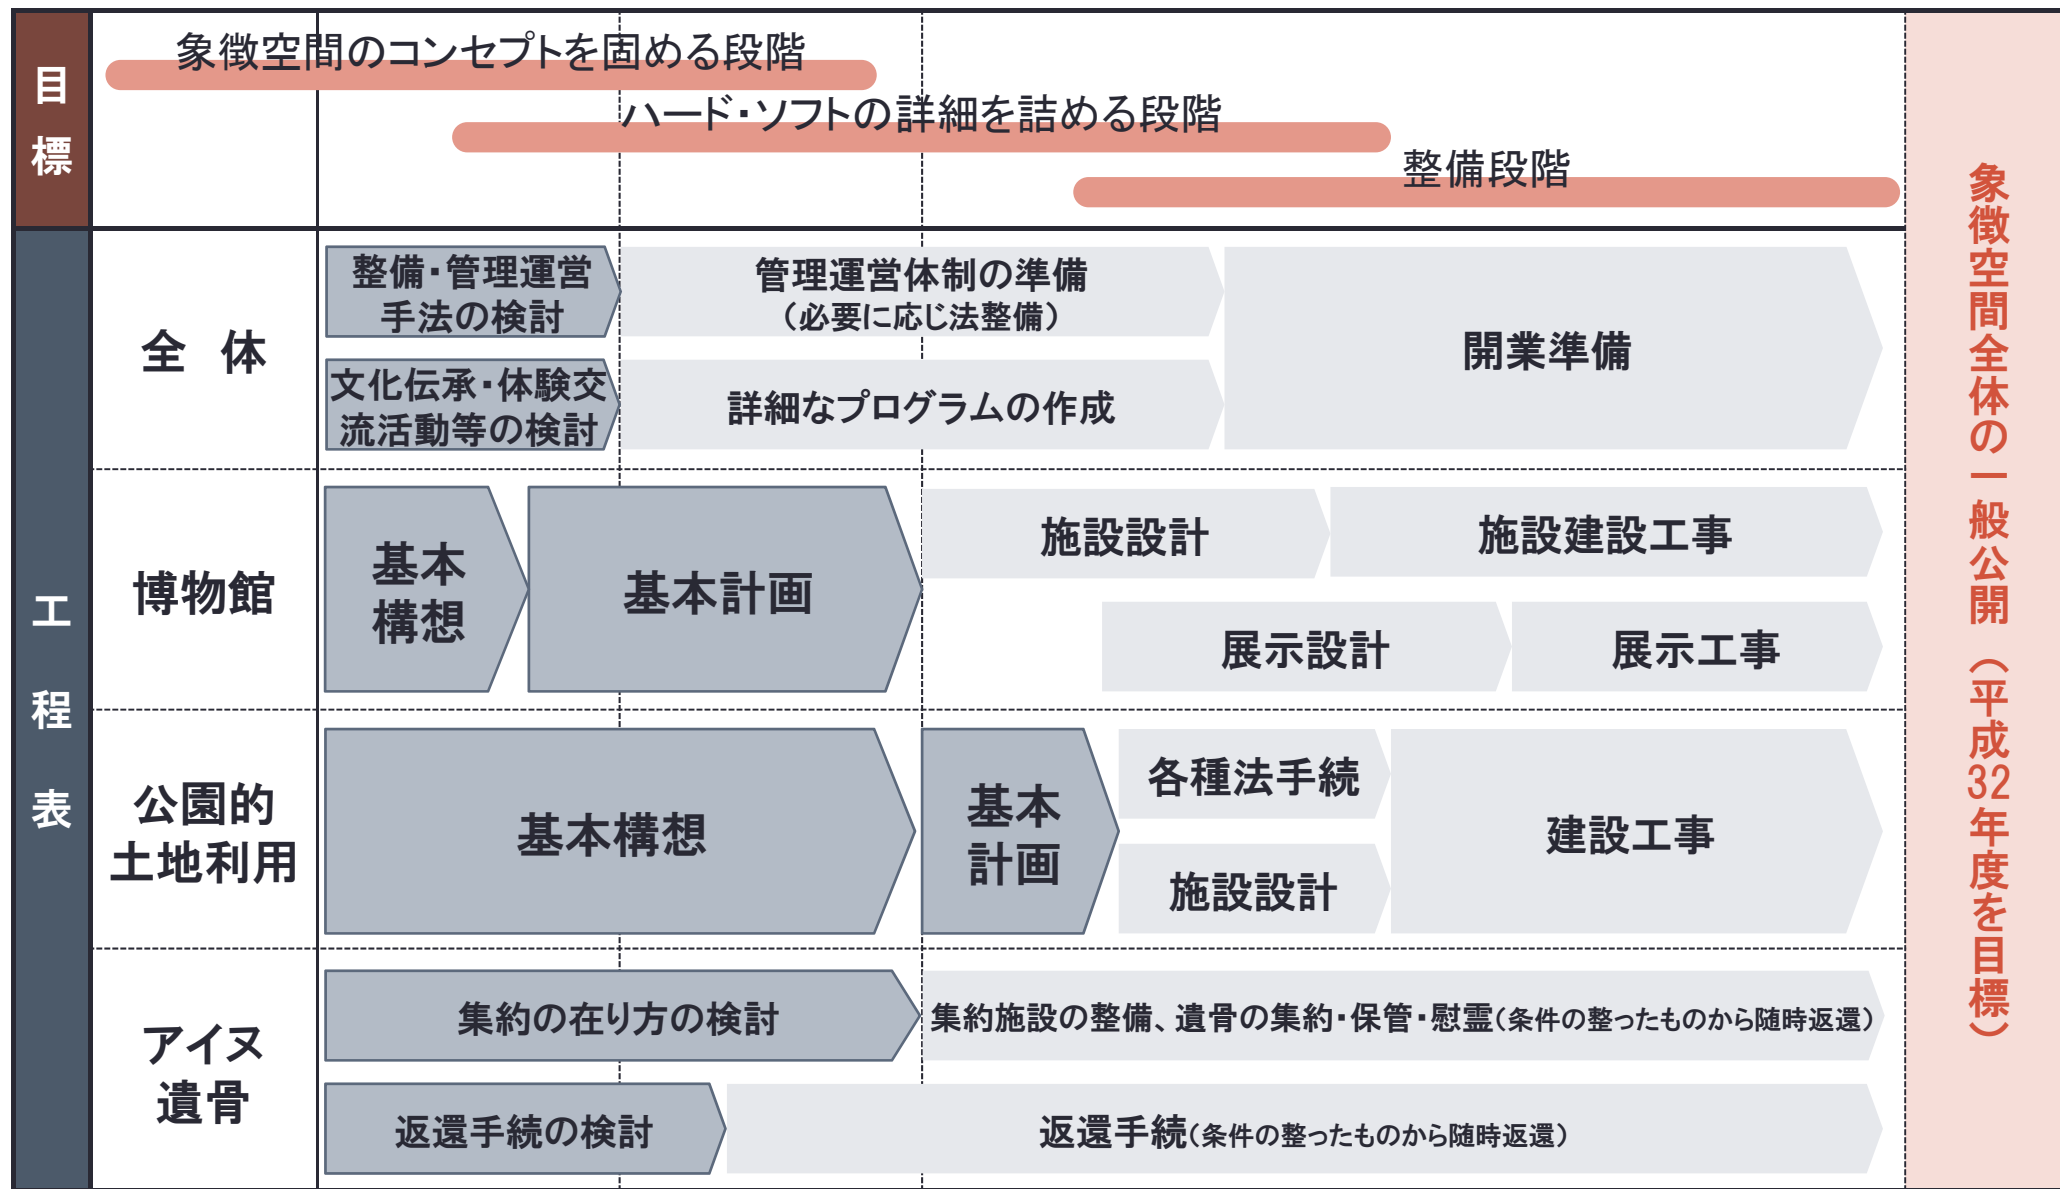 目標
象徴空間のコンセプトを固める段階
ハード・ソフトの詳細を詰める段階
整備段階
工程表
全 体
整備・管理運営
手法の検討
管理運営体制の準備
（必要に応じ法整備）
文化伝承・体験交
流活動等の検討
詳細なプログラムの作成
開業準備
博物館
基本
構想
基本計画
施設設計
施設建設工事
展示設計
展示工事
公園的
土地利用
基本構想
基本
計画
各種法手続
施設設計
建設工事
アイヌ
遺骨
集約の在り方の検討
集約施設の整備、遺骨の集約・保管・慰霊（条件の整ったものから随時返還）
返還手続の検討
返還手続（条件の整ったものから随時返還）
象徴空間全体の一般公開（平成32年度を目標）